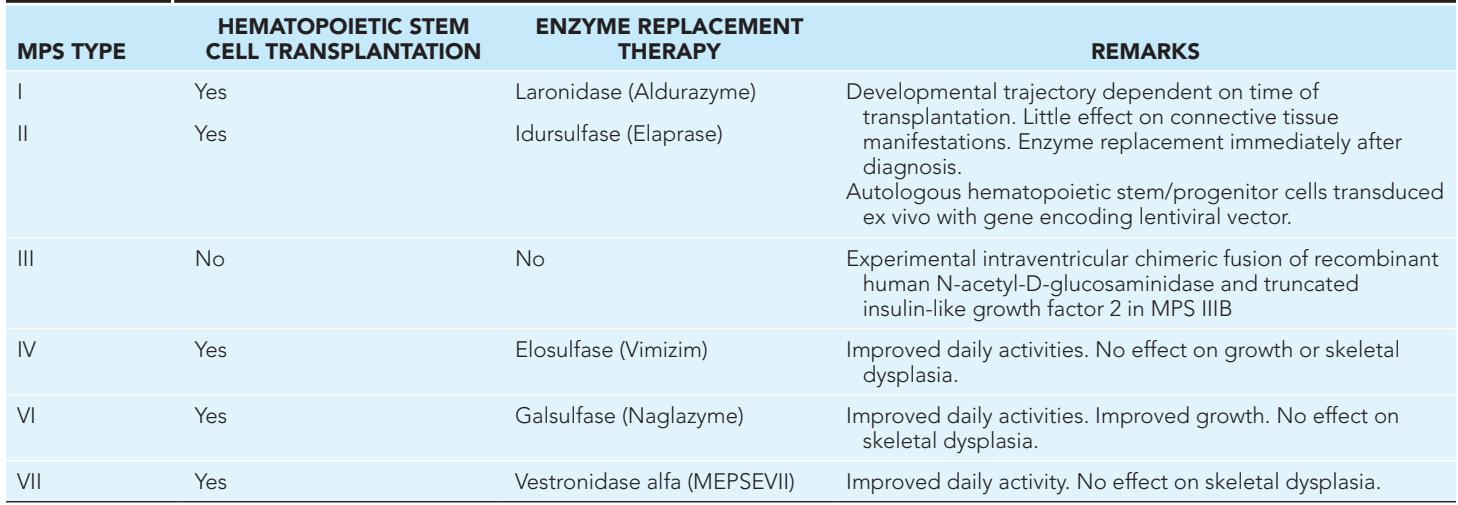 MPS TYPE
HEMATOPOIETIC STEM
CELL TRANSPLANTATION
ENZYME REPLACEMENT
THERAPY
REMARKS
I
Yes
Laronidase (Aldurazyme)
II
Yes
Idursulfase (Elaprase)
Developmental trajectory dependent on time of
transplantation. Little effect on connective tissue
manifestations. Enzyme replacement immediately after
diagnosis.
Autologous hematopoietic stem/progenitor cells transduced
ex vivo with gene encoding lentiviral vector.
III
No
No
Experimental intraventricular chimeric fusion of recombinant
human N-acetyl-D-glucosaminidase and truncated
insulin-like growth factor 2 in MPS IIIB
IV
Yes
Elosulfase (Vimizim)
Improved daily activities. No effect on growth or skeletal
dysplasia.
VI
Yes
Galsulfase (Naglazyme)
Improved daily activities. Improved growth. No effect on
skeletal dysplasia.
VII
Yes
Vestronidase alfa (MEPSEVII)
Improved daily activity. No effect on skeletal dysplasia.